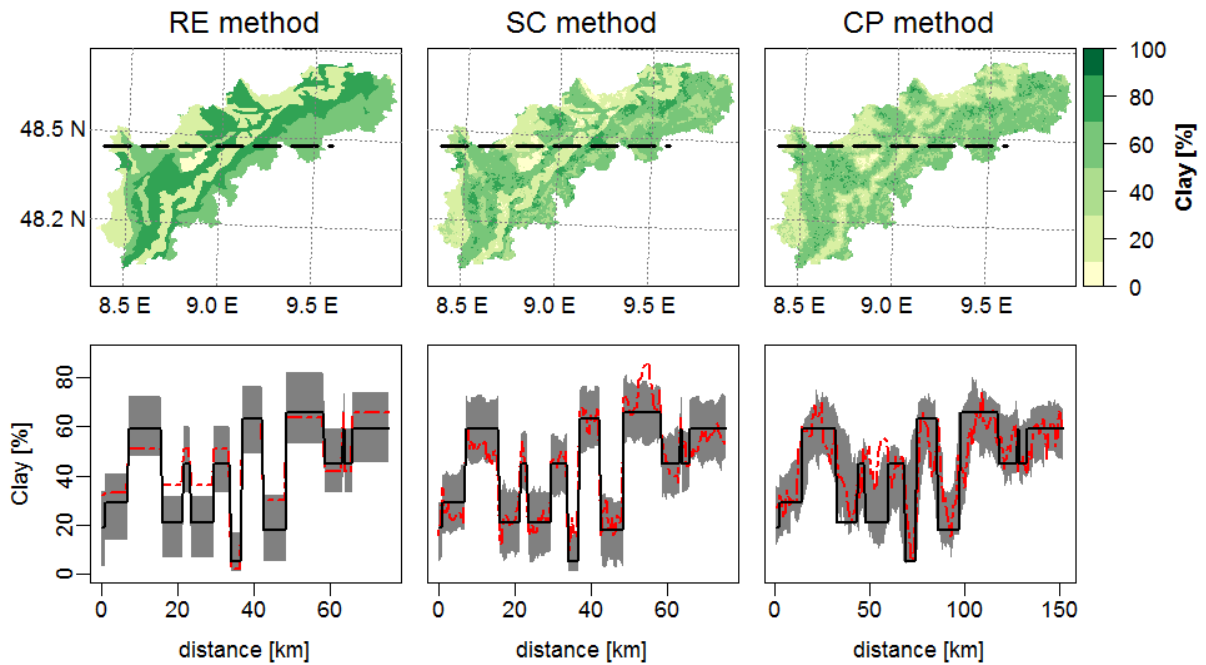 RE method
SC method
CP method
48.5 N
48.2 N
8.5 E 9.0 E 9.5 E
8.5 E 9.0 E 9.5 E
8.5 E 9.0 E 9.5 E
100
80
60
40
20
0
Clay [%]
Clay [%]
80
60
40
20
0
0 20 40 60
0 20 40 60
0 50 100 150
distance [km]
distance [km]
distance [km]